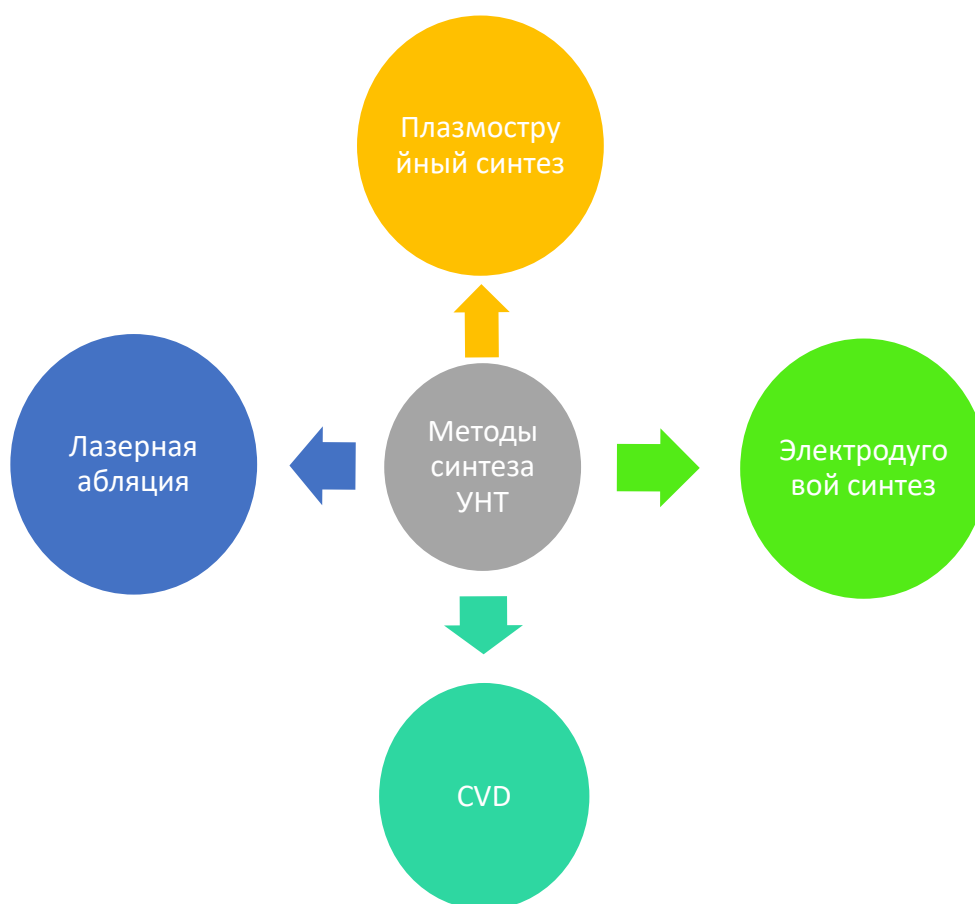 Плазмостру
йный синтез
Лазерная
абляция
Методы
синтеза
УНТ
Электродуго
вой синтез
CVD